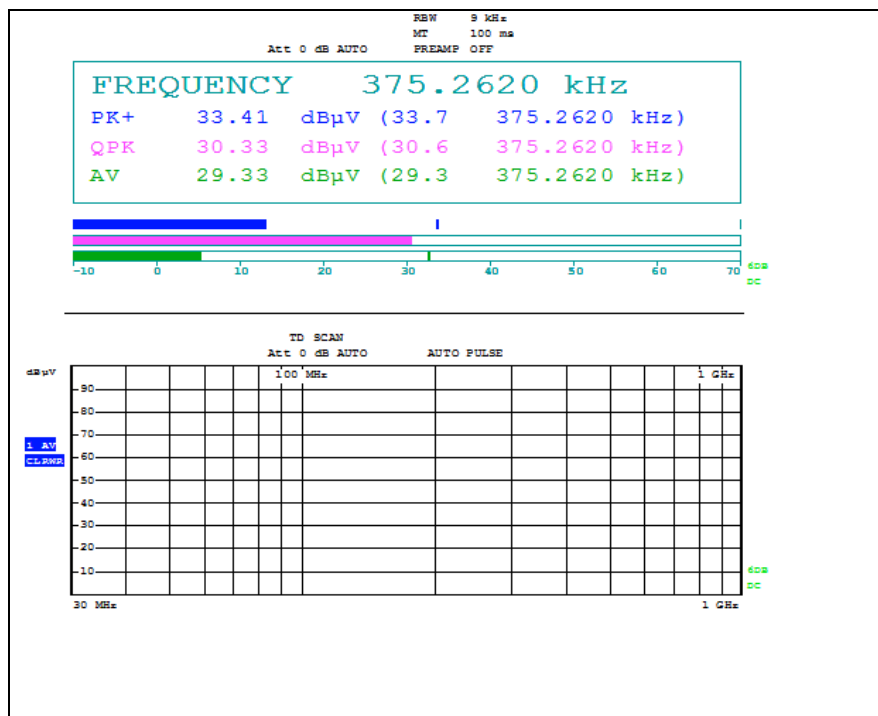 RBW 9 kHz
MT 100 ms
Att 0 dB AUTO PREAMP OFF
FREQUENCY 375.2620 kHz
PK+ 33.41 dBµV (33.7 375.2620 kHz)
QPK 30.33 dBµV (30.6 375.2620 kHz)
AV 29.33 dBµV (29.3 375.2620 kHz)
-10 0 10 20 30 40 50 60 70
6DB
DC
TD SCAN
Att 0 dB AUTO AUTO PULSE
dBµV
100 MHz 1 GHz
90
80
70
1 AV
CLRWR
60
50
40
30
20
10
6DB
DC
30 MHz 1 GHz